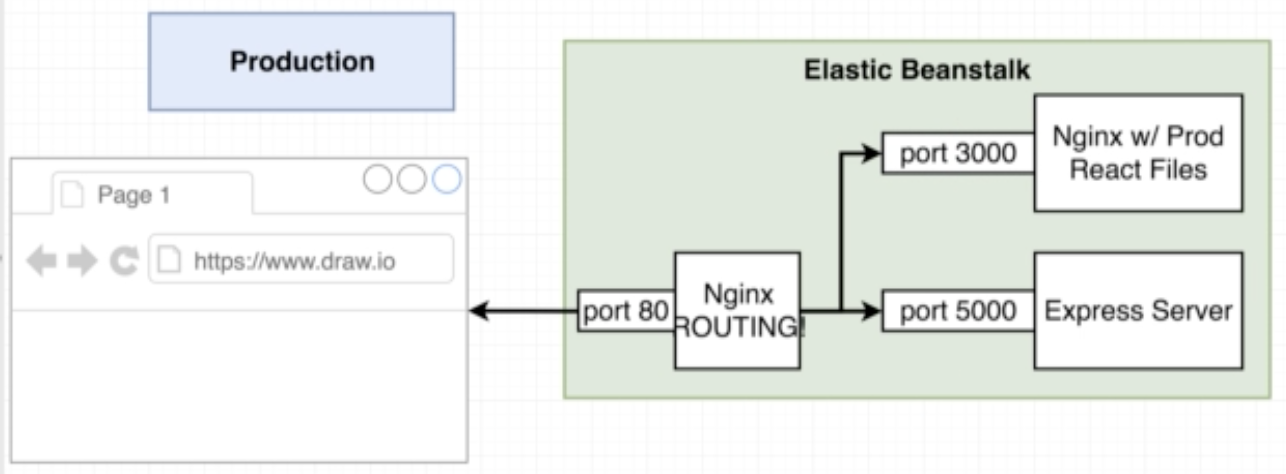 Production
Elastic Beanstalk
Page 1
https://www.draw.io
port 3000
Nginx w/ Prod
React Files
port 80
Nginx
ROUTING!
port 5000
Express Server